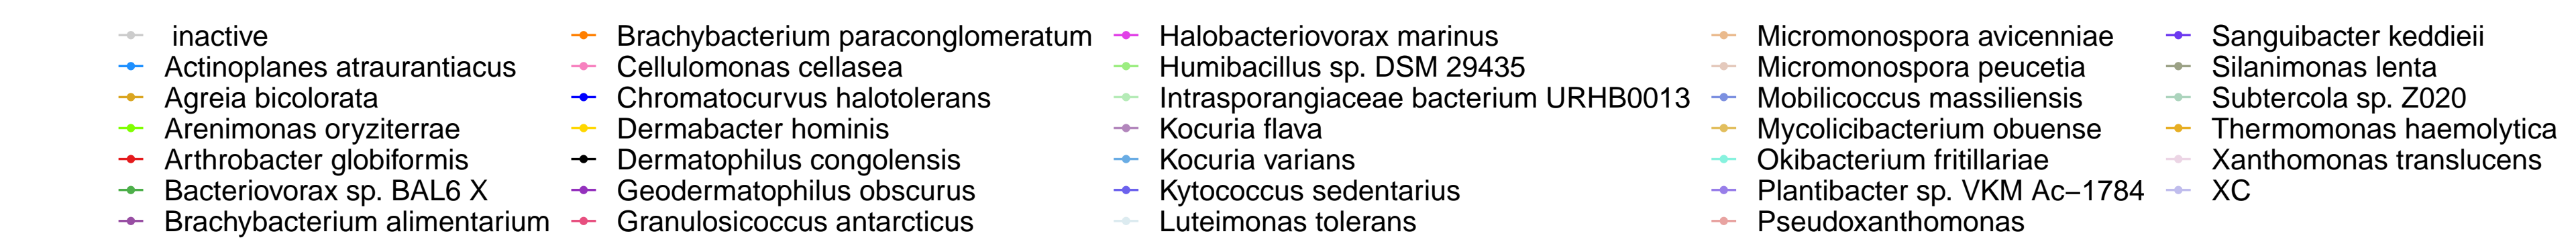 inactive
Actinoplanes atraurantiacus
Agreia bicolorata
Arenimonas oryziterrae
Arthrobacter globiformis
Bacteriovorax sp. BAL6 X
Brachybacterium alimentarium
Brachybacterium paraconglomeratum
Cellulomonas cellasea
Chromatocurvus halotolerans
Dermabacter hominis
Dermatophilus congolensis
Geodermatophilus obscurus
Granulosicoccus antarcticus
Halobacteriovorax marinus
Humibacillus sp. DSM 29435
Intrasporangiaceae bacterium URHB0013
Kocuria flava
Kocuria varians
Kytococcus sedentarius
Luteimonas tolerans
Micromonospora avicenniae
Micromonospora peucetia
Mobilicoccus massiliensis
Mycolicibacterium obuense
Okibacterium fritillariae
Plantibacter sp. VKM Ac−1784
Pseudoxanthomonas
Sanguibacter keddieii
Silanimonas lenta
Subtercola sp. Z020
Thermomonas haemolytica
Xanthomonas translucens
XC